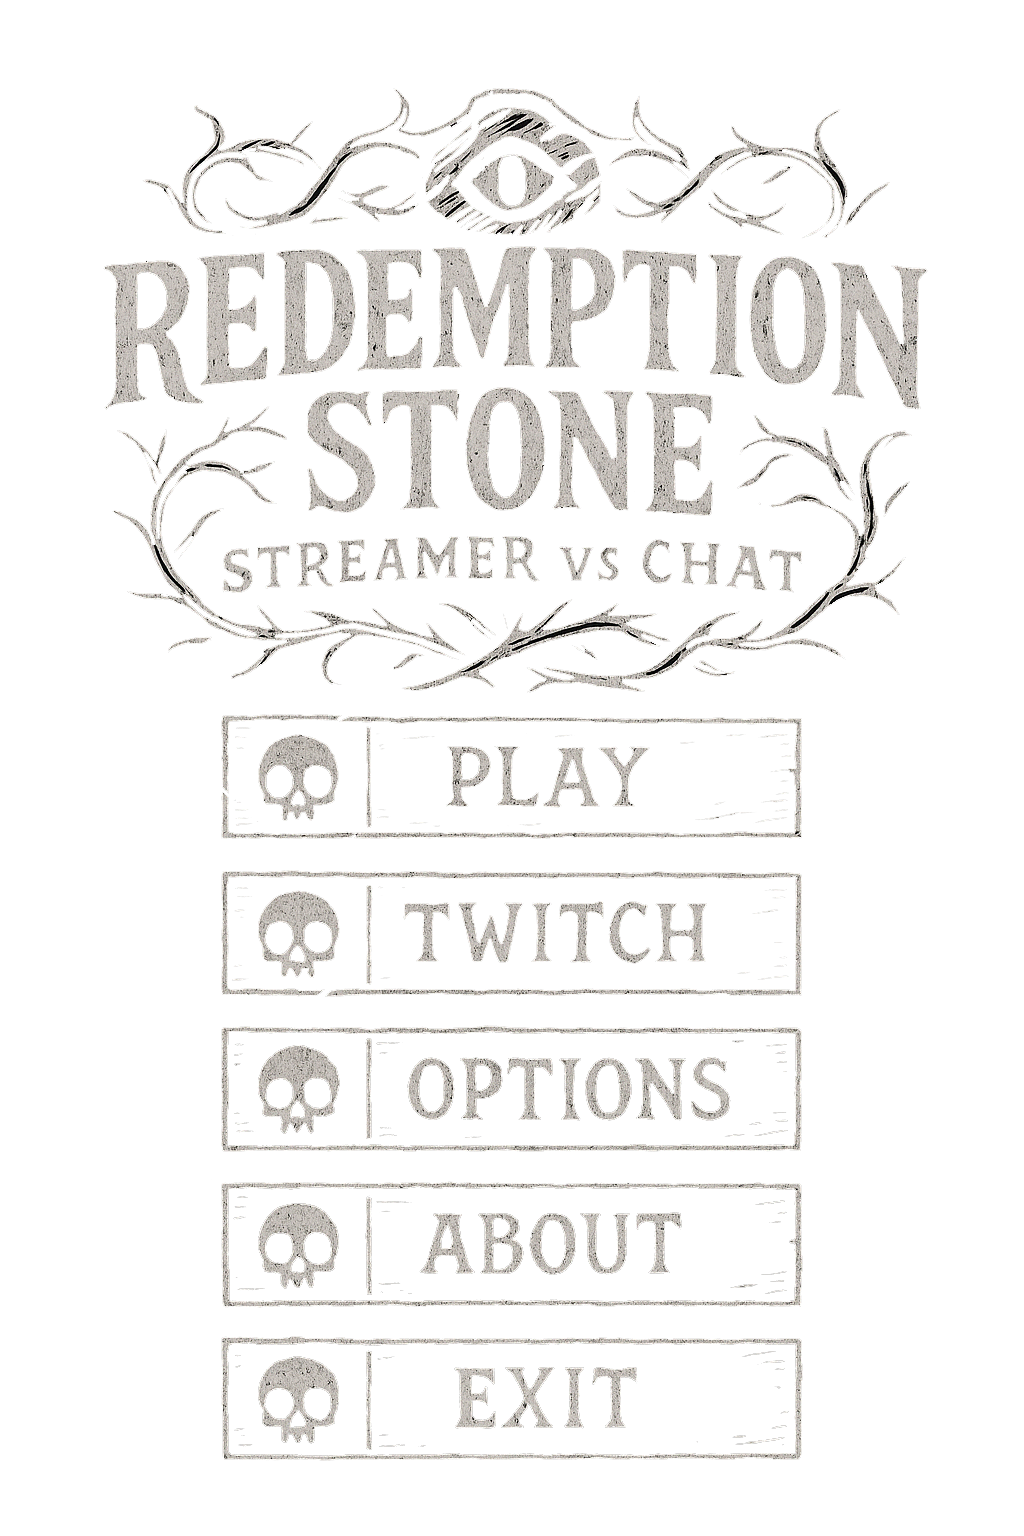 REDEMPTION
STONE
STREAMER VS CHAT
PLAY
TWITCH
OPTIONS
ABOUT
EXIT